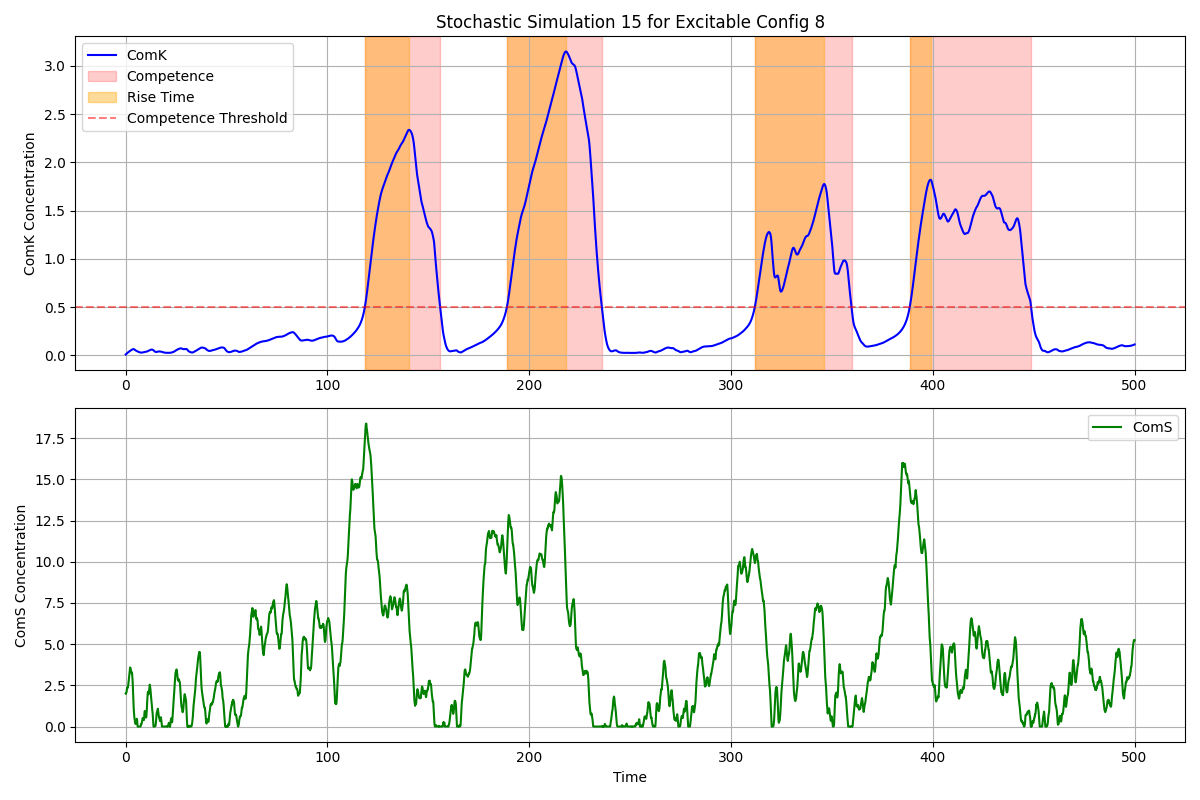 Stochastic Simulation 15 for Excitable Config 8
ComK
Competence
Rise Time
Competence Threshold
ComK Concentration
3.0
2.5
2.0
1.5
1.0
0.5
0.0
0 100 200 300 400 500
ComS
ComS Concentration
17.5
15.0
12.5
10.0
7.5
5.0
2.5
0.0
0 100 200 300 400 500
Time